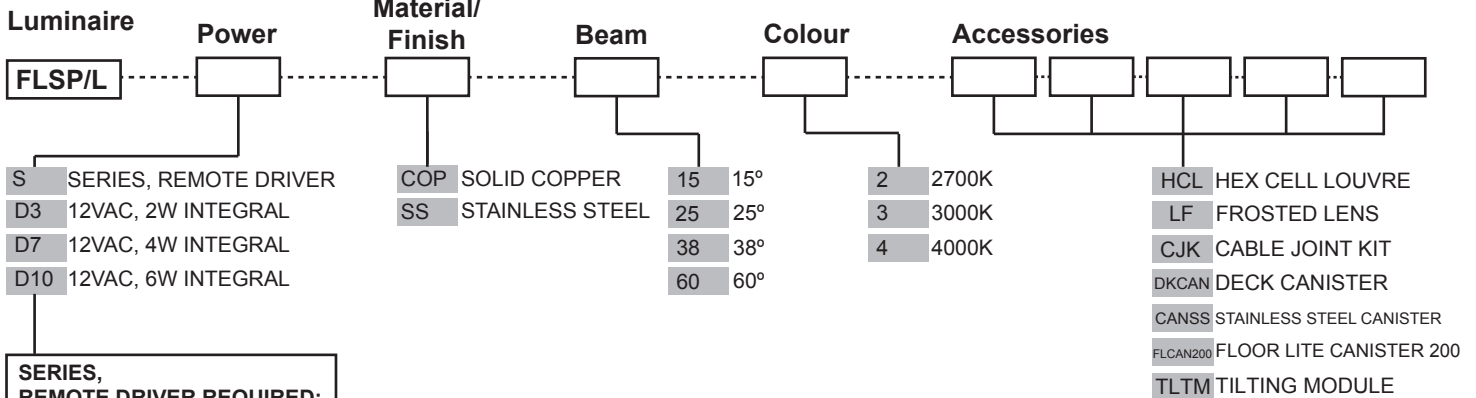 Luminaire
Power
Material/
Finish
Beam
Colour
Accessories
FLSP/L
S SERIES, REMOTE DRIVER
D3 12VAC, 2W INTEGRAL
D7 12VAC, 4W INTEGRAL
D10 12VAC, 6W INTEGRAL
COP SOLID COPPER
SS STAINLESS STEEL
15 15º
25 25º
38 38º
60 60º
2 2700K
3 3000K
4 4000K
HCL HEX CELL LOUVRE
LF FROSTED LENS
CJK CABLE JOINT KIT
DKCAN DECK CANISTER
CANSS STAINLESS STEEL CANISTER
FLCAN200 FLOOR LITE CANISTER 200
TLTM TILTING MODULE
SERIES,
REMOTE DRIVER REQUIRED: